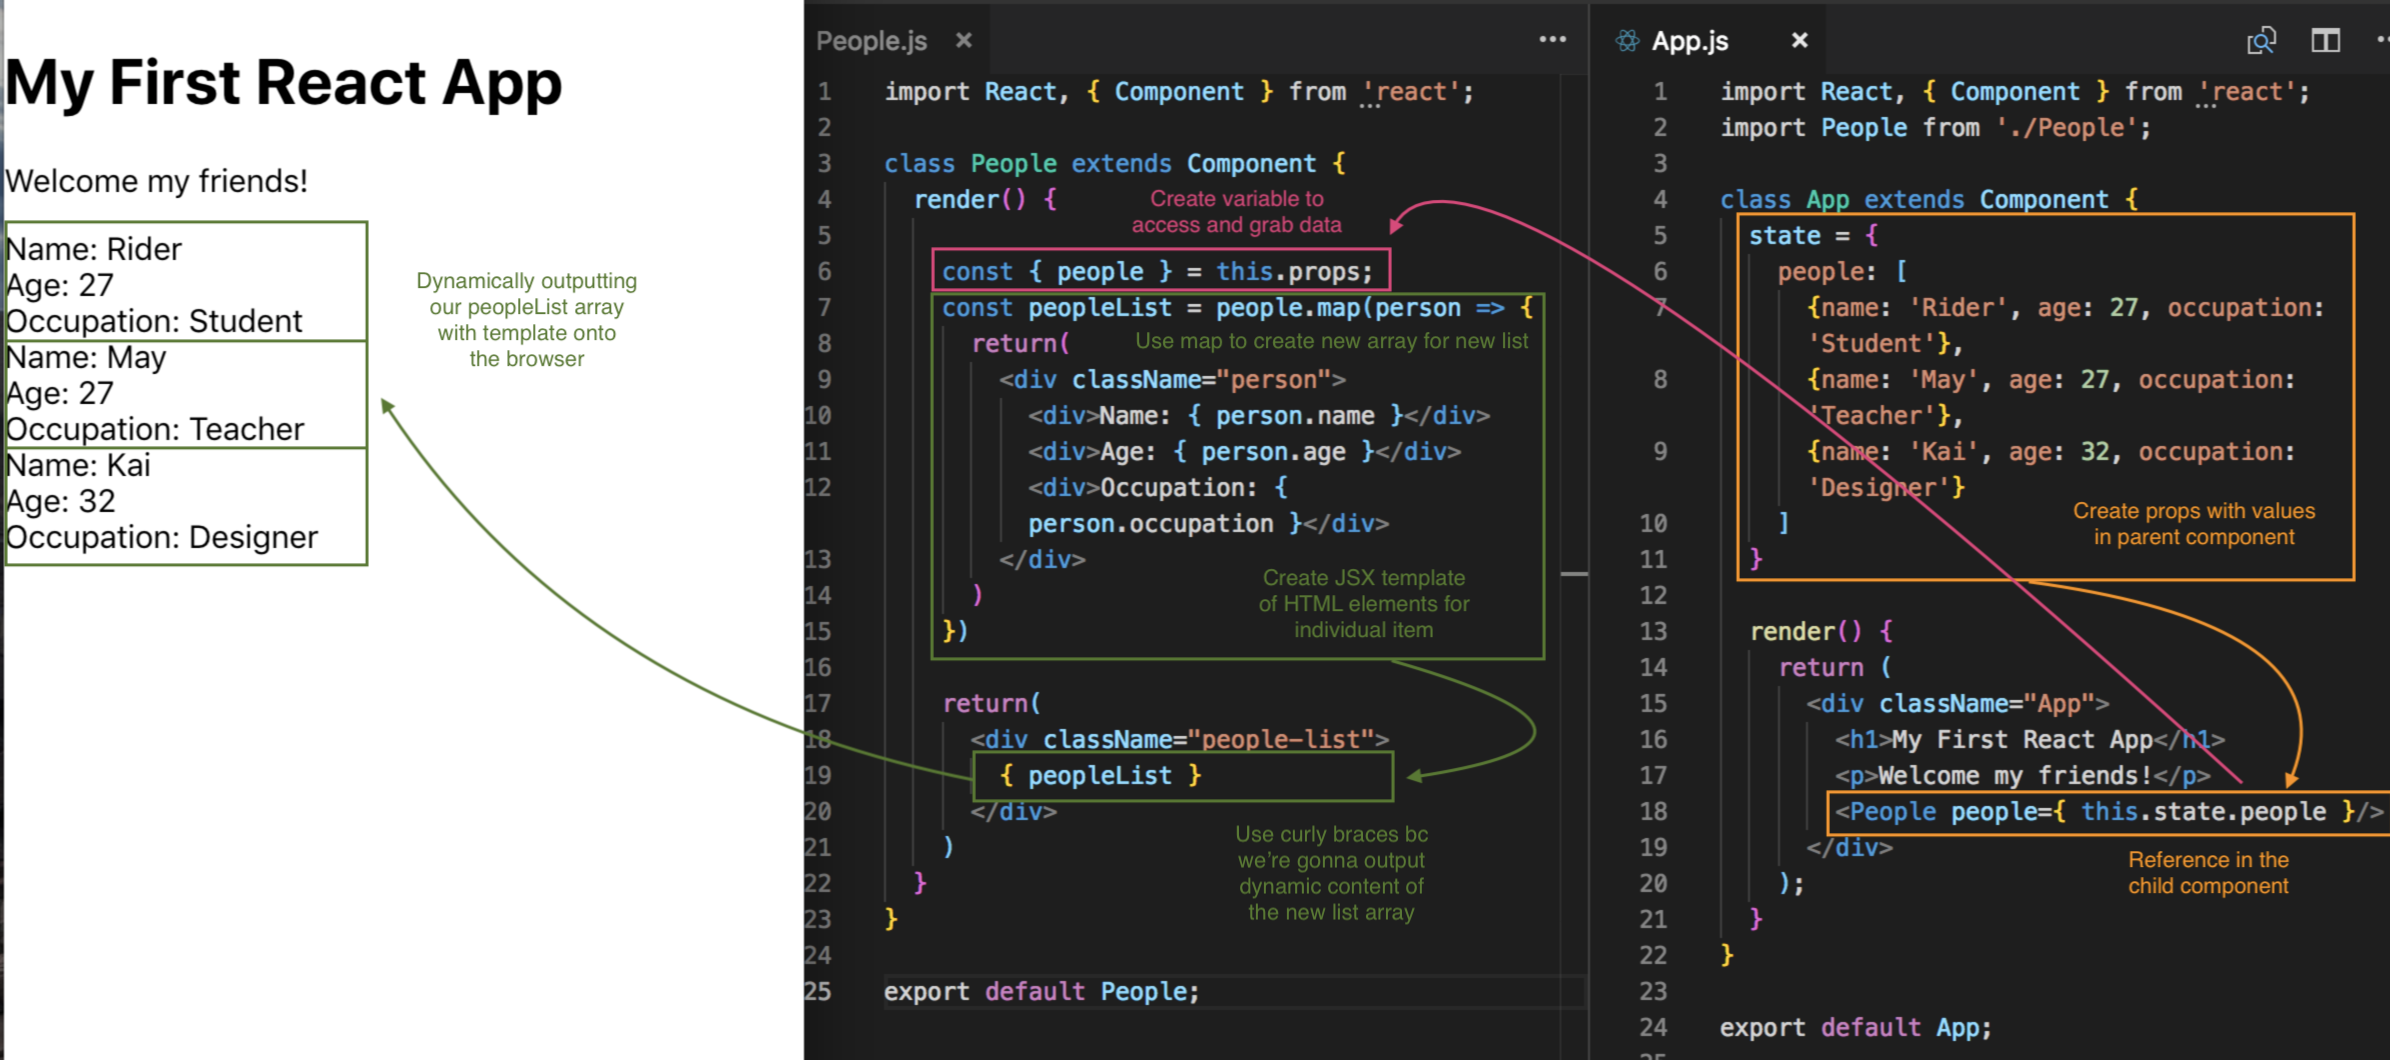 My First React App
Welcome my friends!
Name: Rider
Age: 27
Occupation: Student
Name: May
Age: 27
Occupation: Teacher
Name: Kai
Age: 32
Occupation: Designer
Dynamically outputting
our peopleList array
with template onto
the browser
People.js ×
1 import React, { Component } from 'react';
2
3 class People extends Component {
4 render() {
Create variable to
access and grab data
5
6 const { people } = this.props;
7 const peopleList = people.map(person => {
8 return(
Use map to create new array for new list
9 <div className="person">
10 <div>Name: { person.name }</div>
11 <div>Age: { person.age }</div>
12 <div>Occupation: {
person.occupation }</div>
13 </div>
14 )
15 })
Create JSX template
of HTML elements for
individual item
16
17 return(
18 <div className="people-list">
19 { peopleList }
20 </div>
21 )
22 }
23 }
Use curly braces bc
we're gonna output
dynamic content of
the new list array
24
25 export default People;
App.js ×
1 import React, { Component } from 'react';
2 import People from './People';
3
4 class App extends Component {
5 state = {
6 people: [
7 {name: 'Rider', age: 27, occupation:
'Student'},
8 {name: 'May', age: 27, occupation:
'Teacher'},
9 {name: 'Kai', age: 32, occupation:
'Designer'}
10 ]
11 }
Create props with values
in parent component
12
13 render() {
14 return (
15 <div className="App">
16 <h1>My First React App</h1>
17 <p>Welcome my friends!</p>
18 <People people={ this.state.people }/>
19 </div>
20 );
Reference in the
child component
21 }
22 }
23
24 export default App;